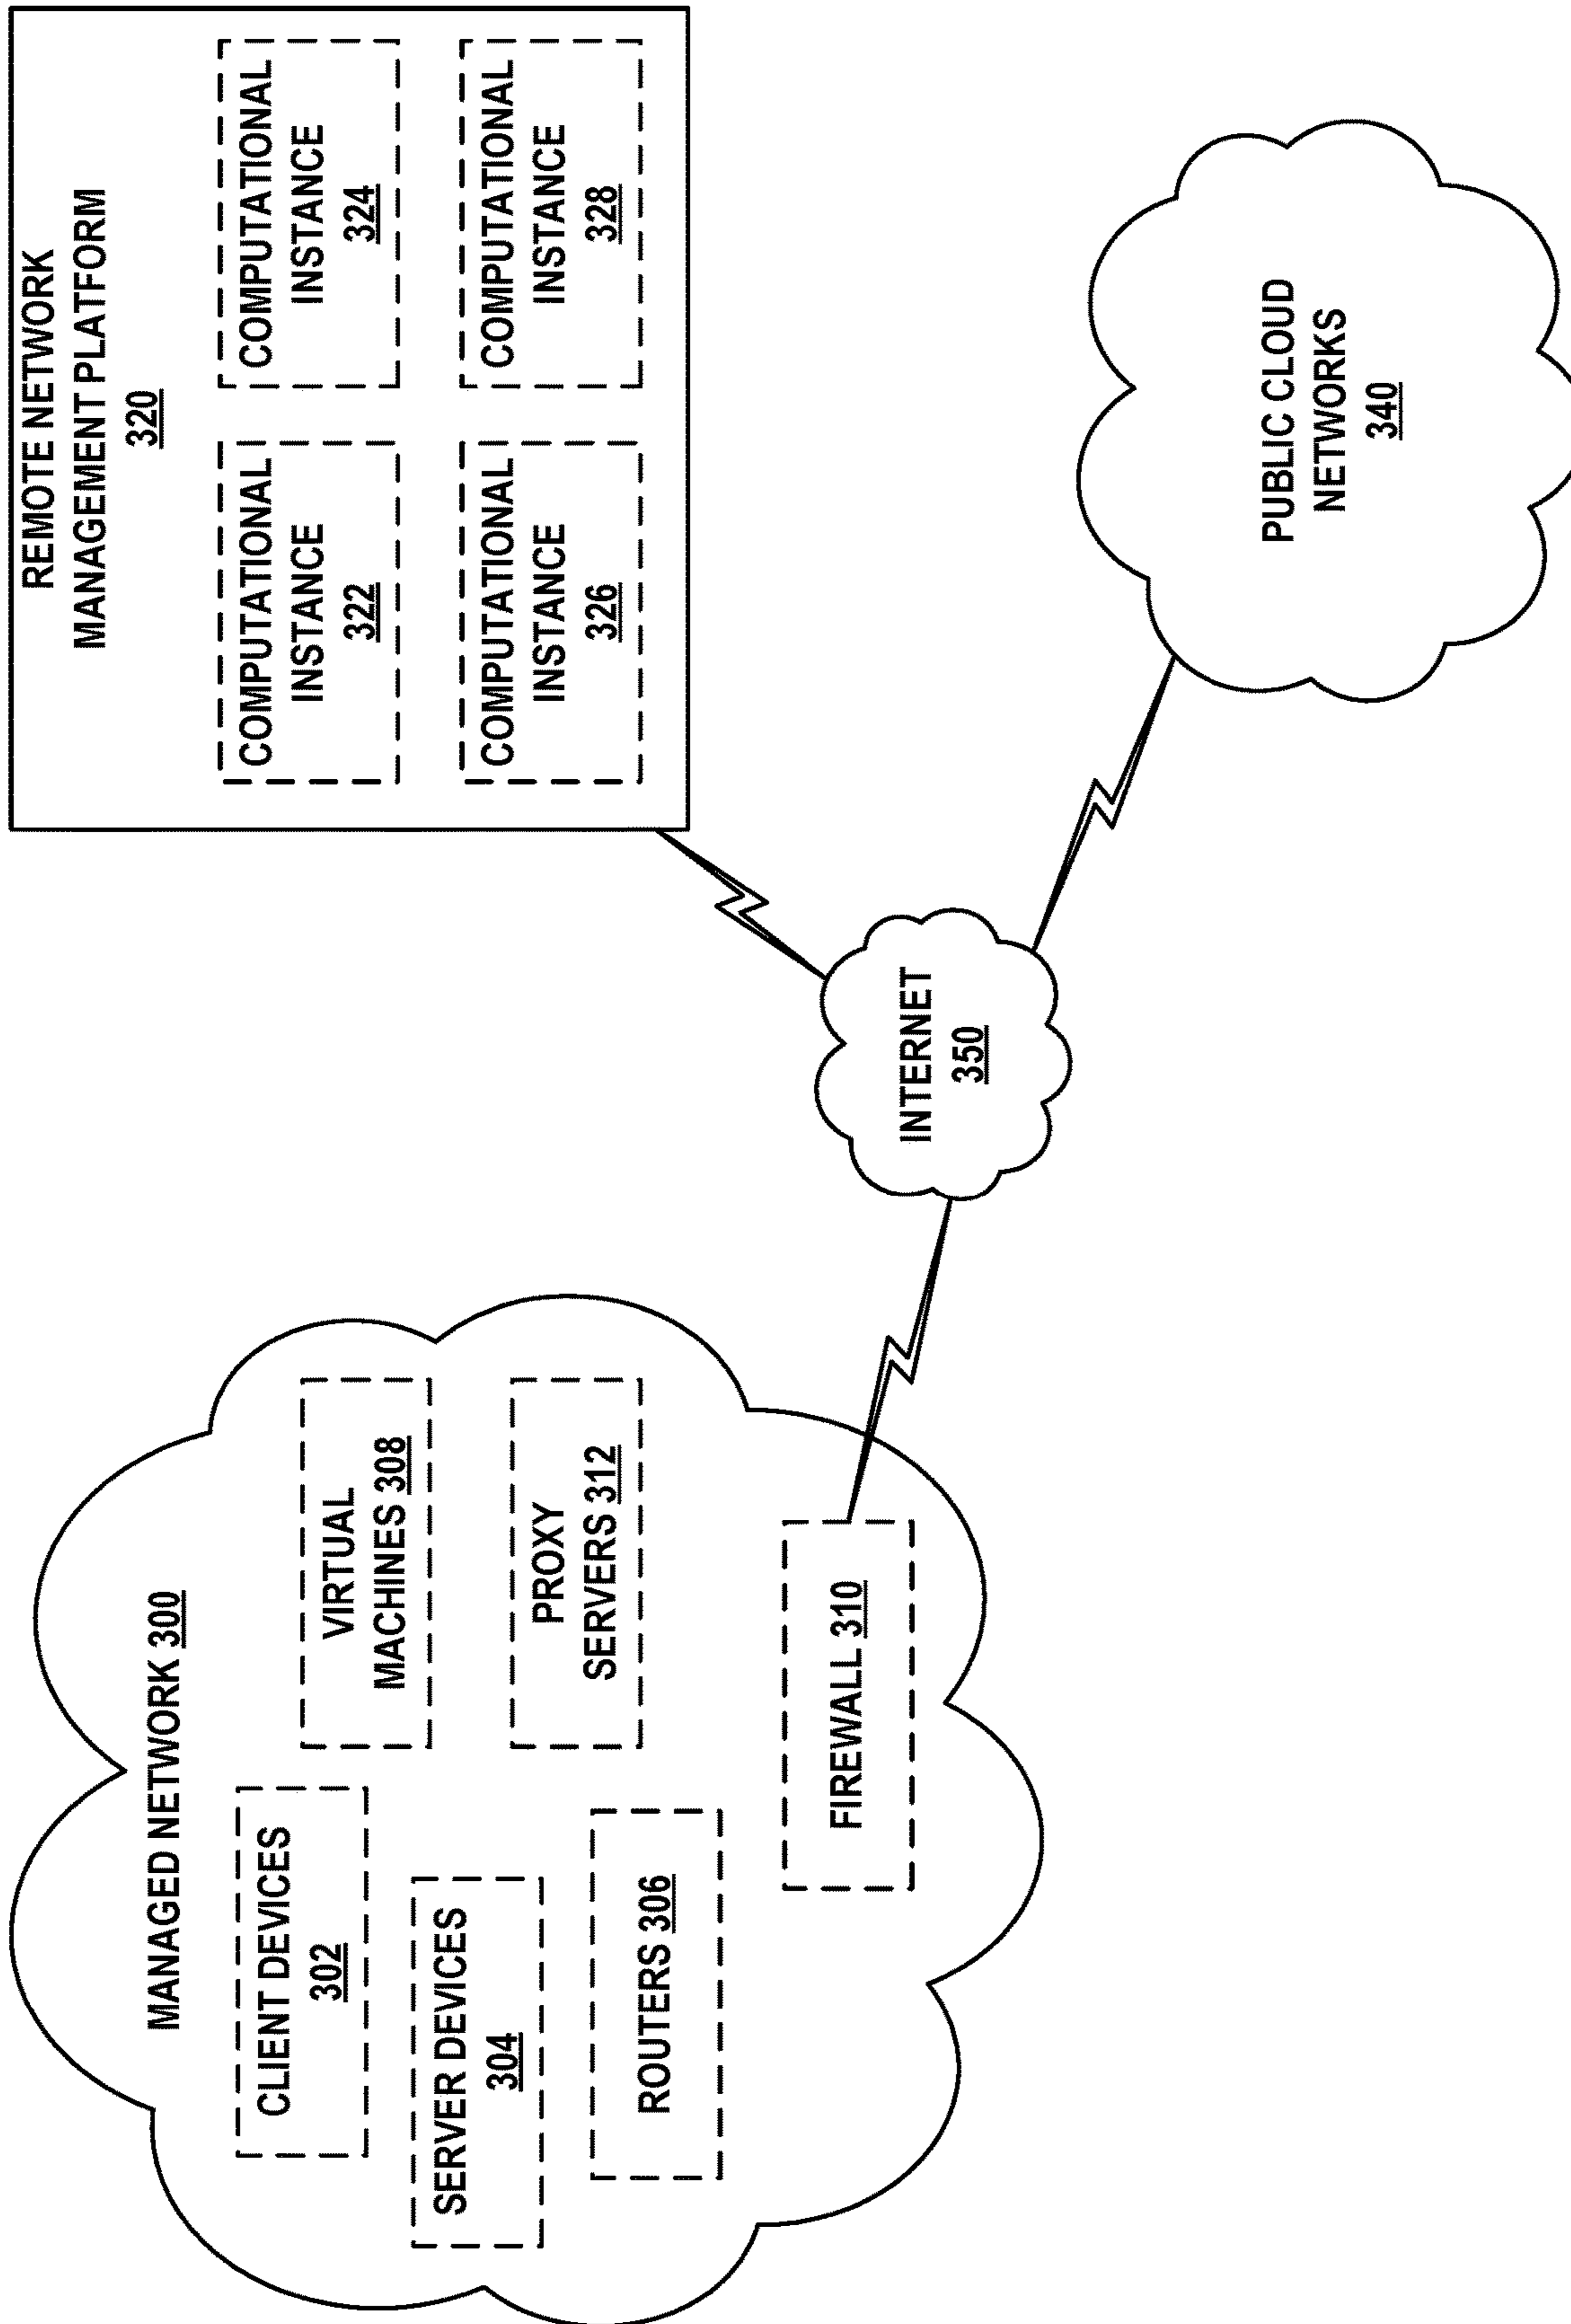 MANAGED NETWORK 300
CLIENT DEVICES
302
VIRTUAL
MACHINES 308
SERVER DEVICES
304
PROXY
SERVERS 312
ROUTERS 306
FIREWALL 310
INTERNET
350
REMOTE NETWORK
MANAGEMENT PLATFORM
320
COMPUTATIONAL
INSTANCE
322
COMPUTATIONAL
INSTANCE
324
COMPUTATIONAL
INSTANCE
326
COMPUTATIONAL
INSTANCE
328
PUBLIC CLOUD
NETWORKS
340